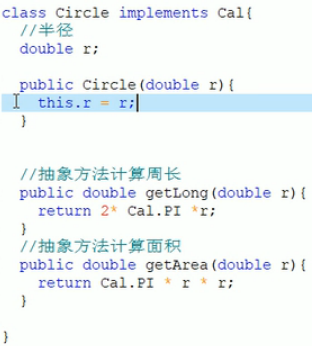 class Circle implements Cal{
//半径
double r;
public Circle(double r){
this.r = r;
}
//抽象方法计算周长
public double getLong(double r){
return 2* Cal.PI *r;
}
//抽象方法计算面积
public double getArea(double r){
return Cal.PI * r * r;
}
}